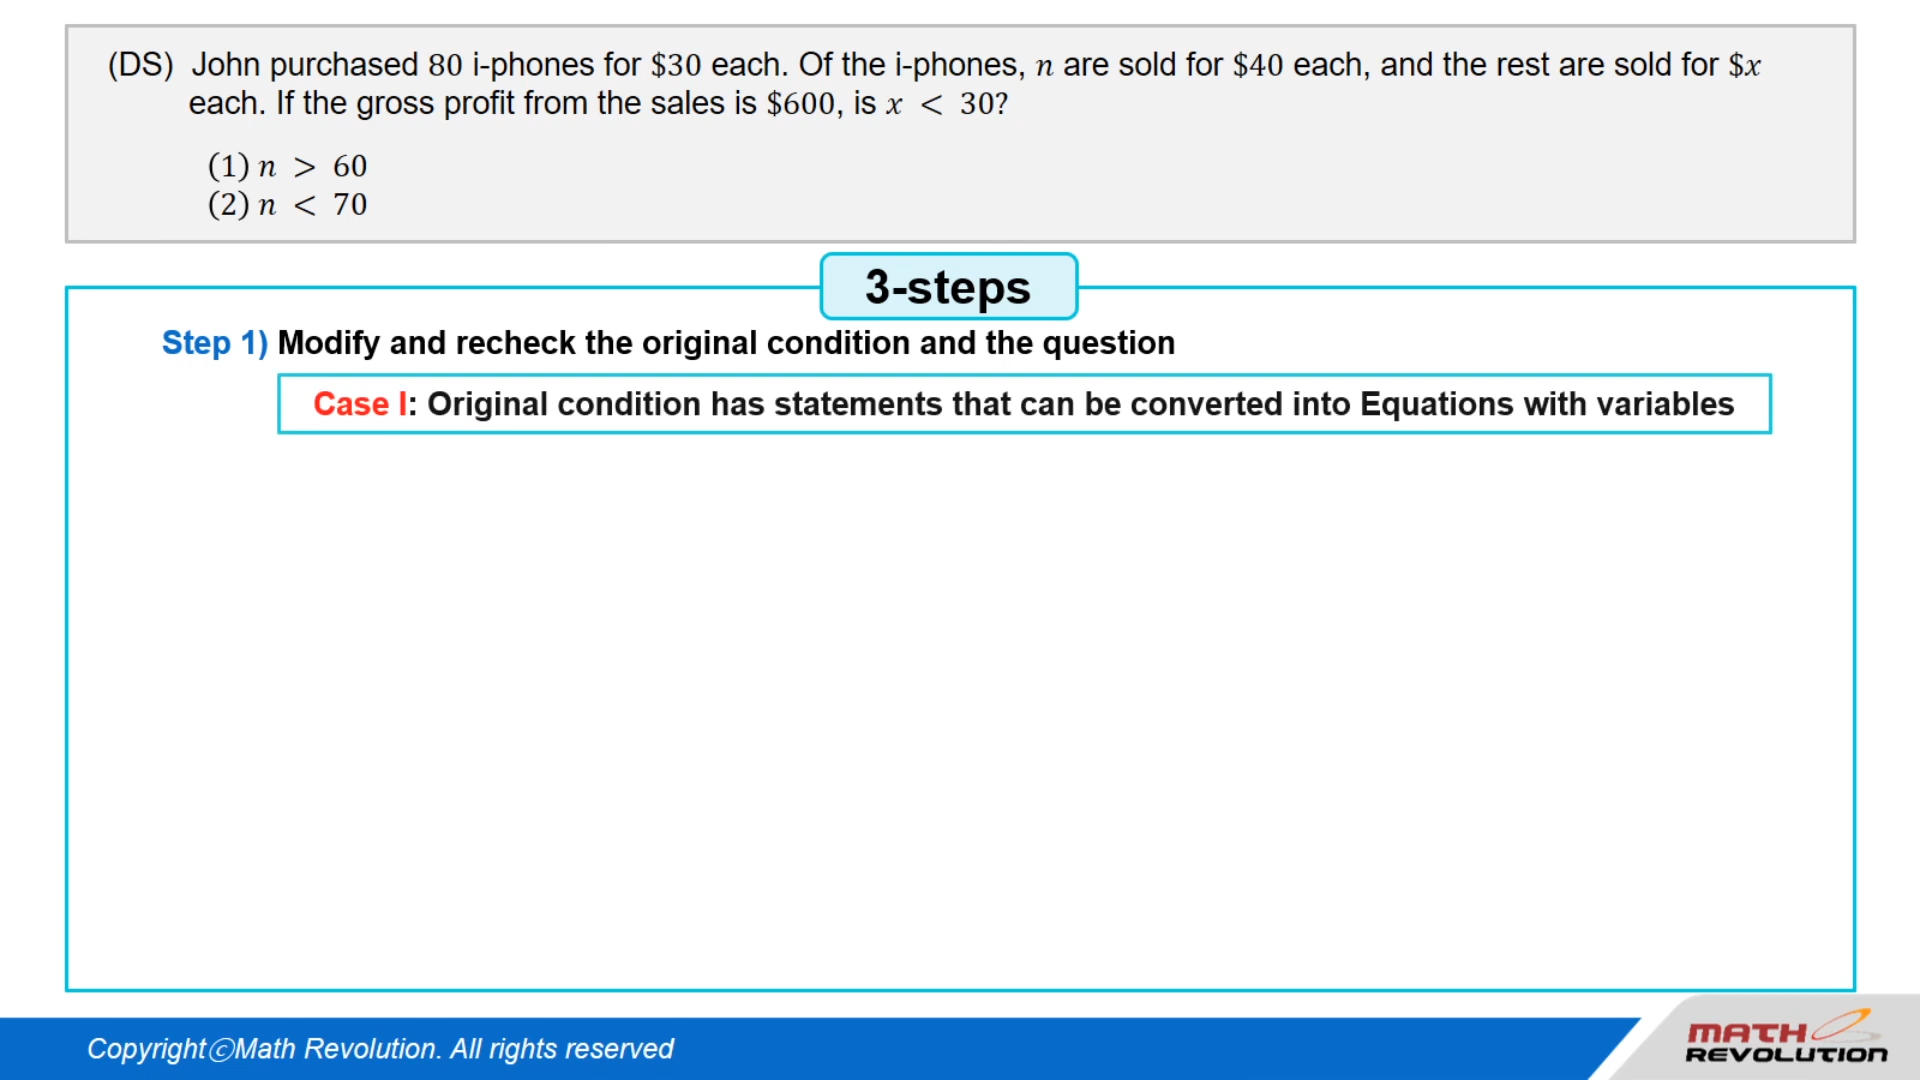 (DS) John purchased 80 i-phones for $30 each. Of the i-phones, n are sold for $40 each, and the rest are sold for $x
each. If the gross profit from the sales is $600, is x < 30?
(1) n > 60
(2) n < 70
3-steps
Step 1) Modify and recheck the original condition and the question
Case I: Original condition has statements that can be converted into Equations with variables
CopyrightⓒMath Revolution. All rights reserved
MATH
REVOLUTION